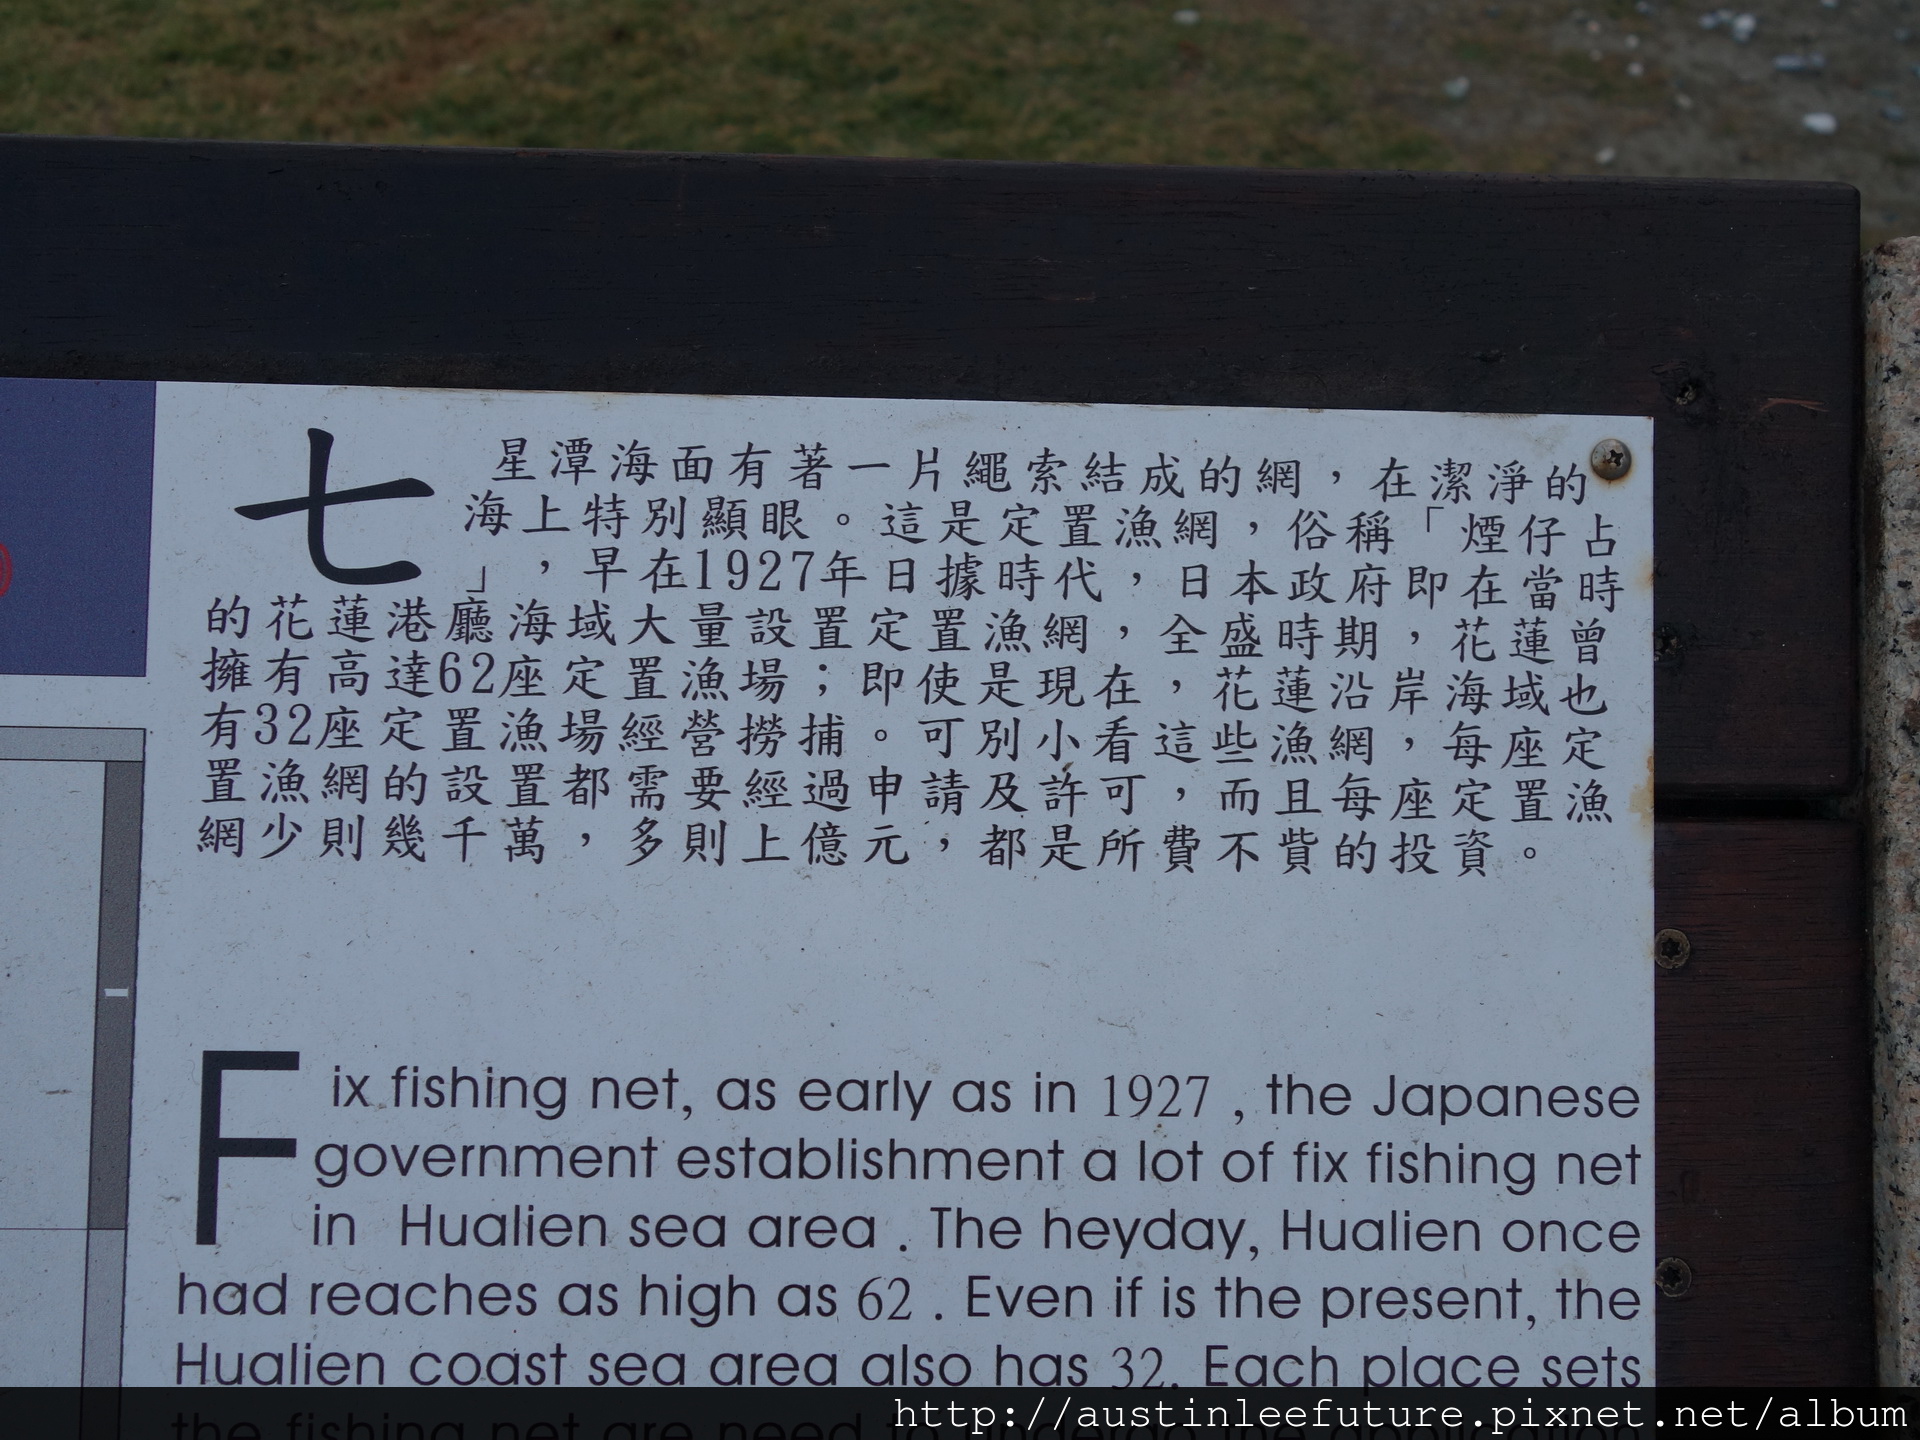 七星潭海面有著一片繩索結成的網，在潔淨的
海上特別顯眼。這是定置漁網，俗稱「煙仔占
」，早在1927年日據時代，日本政府即在當時
的花蓮港廳海域大量設置定置漁網，全盛時期，花蓮曾
擁有高達62座定置漁場；即使是現在，花蓮沿岸海域也
有32座定置漁場經營撈捕。可別小看這些漁網，每座定
置漁網的設置都需要經過申請及許可，而且每座定置漁
網少則幾千萬，多則上億元，都是所費不貲的投資。
Fix fishing net, as early as in 1927 , the Japanese
government establishment a lot of fix fishing net
in Hualien sea area . The heyday, Hualien once
had reaches as high as 62 . Even if is the present, the
Hualien coast sea area also has 32. Each place sets
the fishing net are need to undergo the application
http://austinleefuture.pixnet.net/album